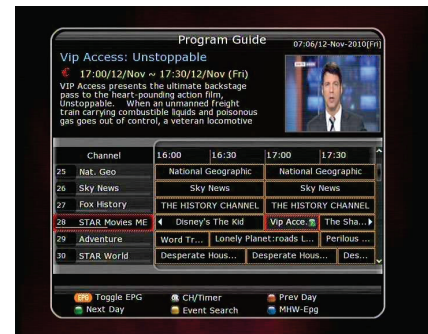 Program Guide
07:06/12-Nov-2010[Fri]
Vip Access: Unstoppable
17:00/12/Nov ~ 17:30/12/Nov (Fri)
VIP Access presents the ultimate backstage
pass to the heart-pounding action film,
Unstoppable. When an unmanned freight
train carrying combustible liquids and poisonous
gas goes out of control, a veteran locomotive
Channel 16:00 16:30 17:00 17:30
25 Nat. Geo National Geographic National Geographic
26 Sky News Sky News Sky News
27 Fox History THE HISTORY CHANNEL THE HISTORY CHANNEL
28 STAR Movies ME Disney's The Kid Vip Acce. The Sha...
29 Adventure Word Tr... Lonely Planet:roads L... Perilous ...
30 STAR World Desperate Hous... Desperate Hous... Des...
EPG Toggle EPG CH/Timer Prev Day
Next Day Event Search MHW-Epg